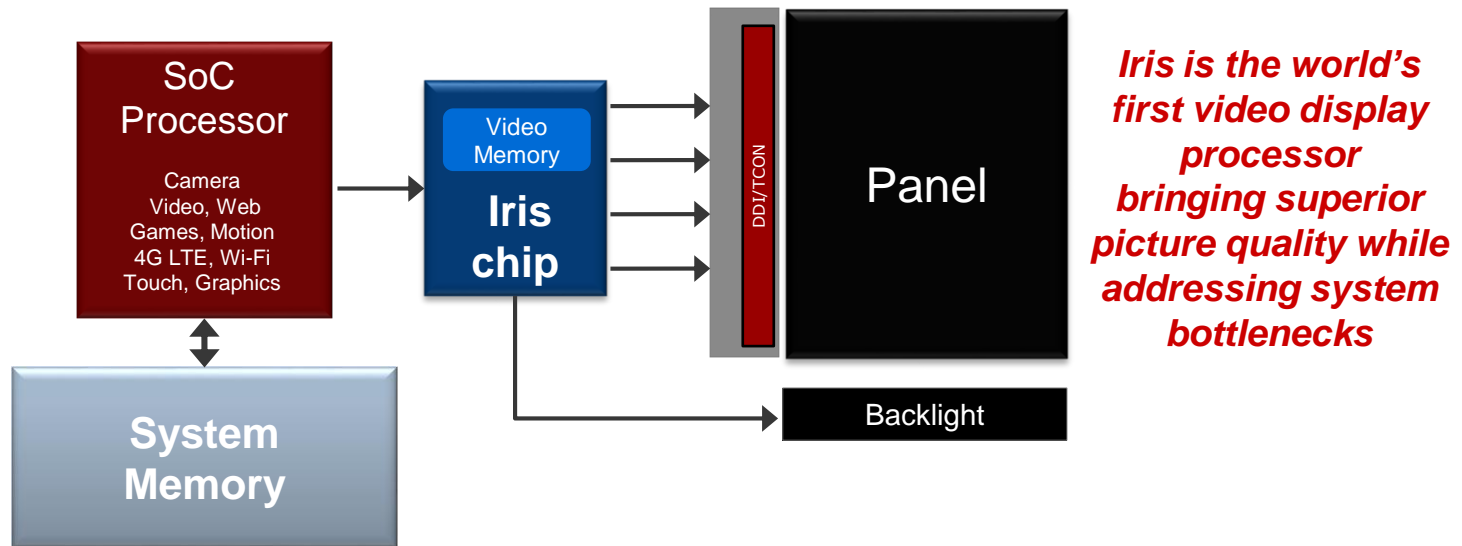 SoC
Processor
Camera
Video, Web
Games, Motion
4G LTE, Wi-Fi
Touch, Graphics
System
Memory
Video
Memory
Iris
chip
DDI/TCON
Panel
Backlight
Iris is the world’s
first video display
processor
bringing superior
picture quality while
addressing system
bottlenecks